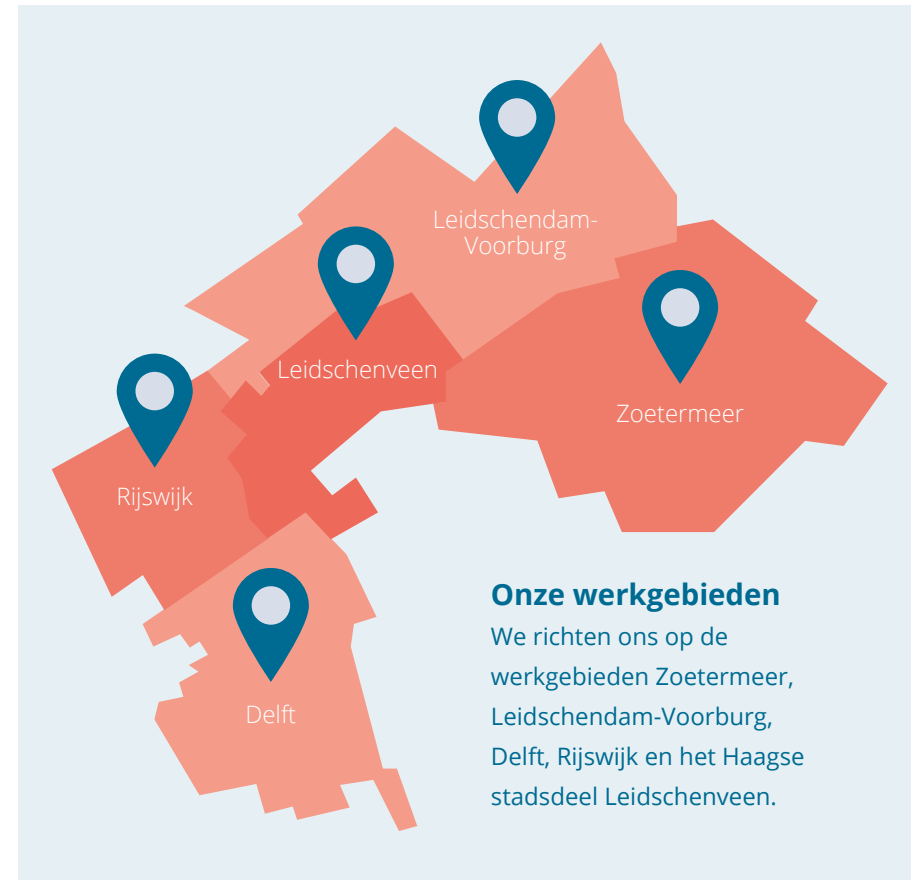 Leidschendam-
Voorburg
Leidschenveen
Zoetermeer
Rijswijk
Delft
Onze werkgebieden
We richten ons op de
werkgebieden Zoetermeer,
Leidschendam-Voorburg,
Delft, Rijswijk en het Haagse
stadsdeel Leidschenveen.